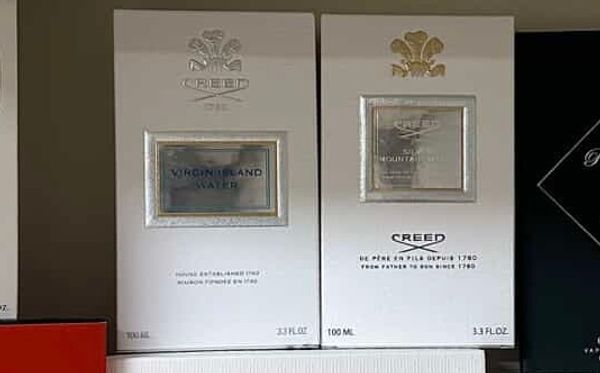 CREED
1760
VIRGIN ISLAND
WATER
HOUSE ESTABLISHED 1760
MAISON FONDÉE EN 1760
100 ML
3.3 FL.OZ
CREED
SILVER
MOUNTAIN WATER
CREED
DE PÈRE EN FILS DEPUIS 1760
FROM FATHER TO SON SINCE 1760
100 ML
3.3 FL.OZ.